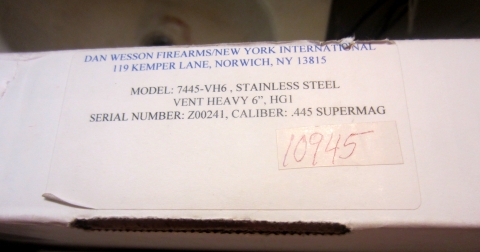 DAN WESSON FIREARMS/NEW YORK INTERNATIONAL
119 KEMPER LANE, NORWICH, NY 13815
MODEL: 7445-VH6 , STAINLESS STEEL
VENT HEAVY 6", HG1
SERIAL NUMBER: Z00241, CALIBER: .445 SUPERMAG
10945